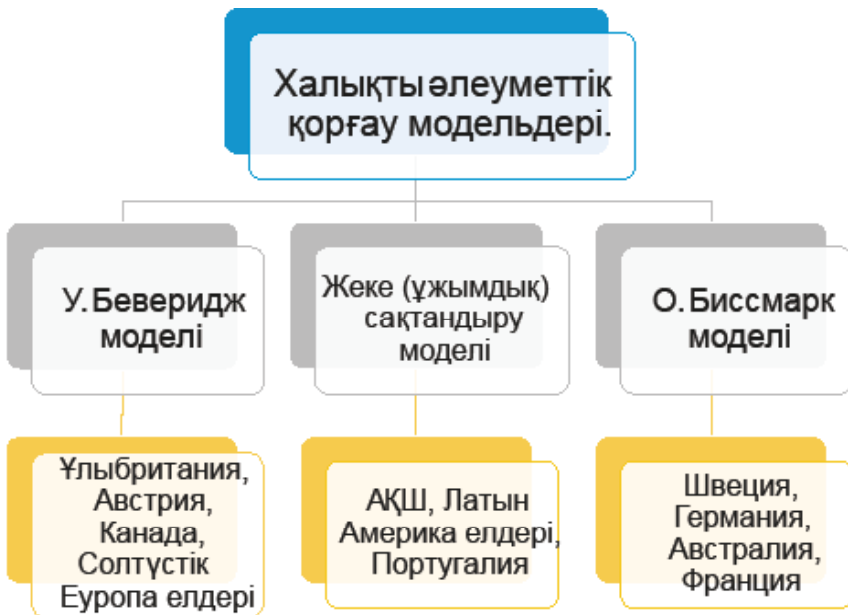 Халықты әлеуметтік
қорғау модельдері.
У. Беверидж
моделі
Жеке (ұжымдық)
сақтандыру
моделі
О. Биссмарк
моделі
Ұлыбритания,
Австрия,
Канада,
Солтүстік
Еуропа елдері
АҚШ, Латын
Америка елдері,
Португалия
Швеция,
Германия,
Австралия,
Франция